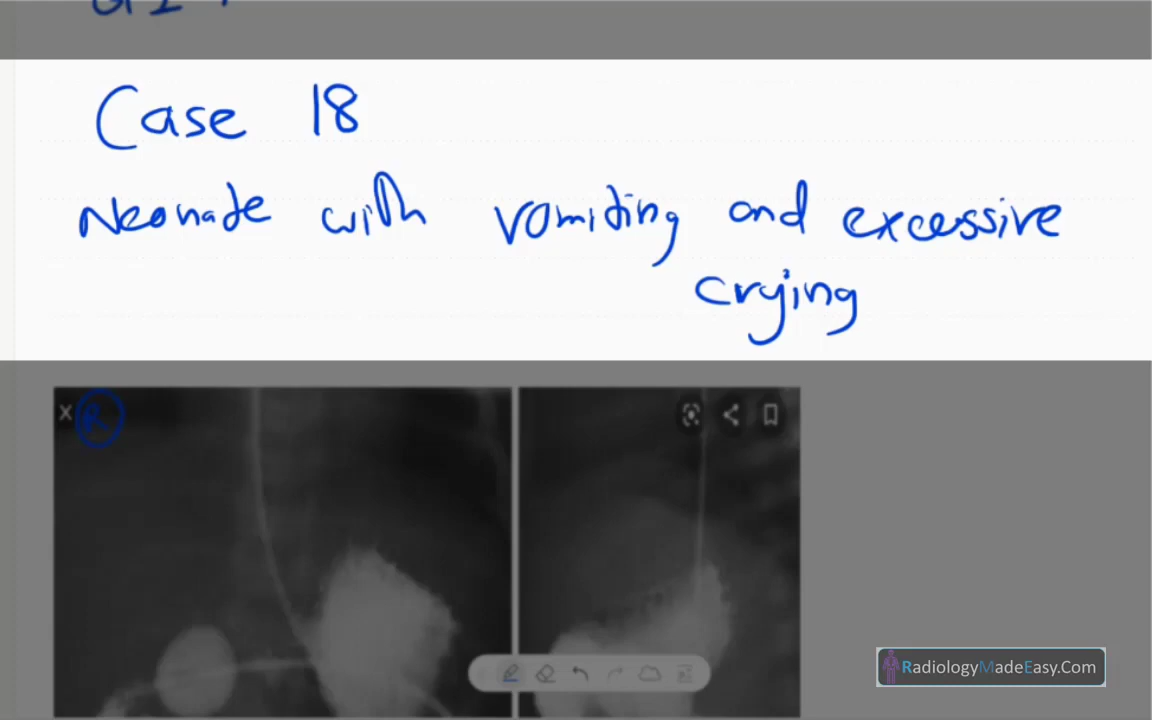 Case 18
Neonate with vomiting and excessive
crying
X R
RadiologyMadeEasy.Com